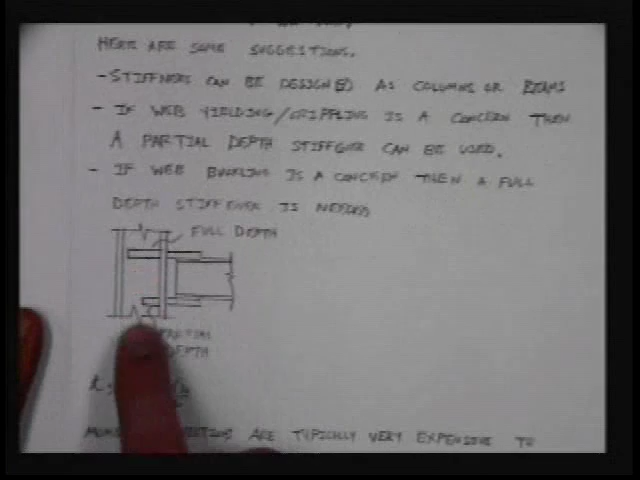 HERE ARE SOME SUGGESTIONS.
- STIFFNERS CAN BE DESIGNED AS COLUMNS OR BEAMS
- IF WEB YIELDING/CRIPPLING IS A CONCERN THEN
A PARTIAL DEPTH STIFFENER CAN BE USED.
- IF WEB BUCKLING IS A CONCERN THEN A FULL
DEPTH STIFFENER IS NEEDED
FULL DEPTH
PARTIAL
DEPTH
ARE TYPICALLY VERY EXPENSIVE TO